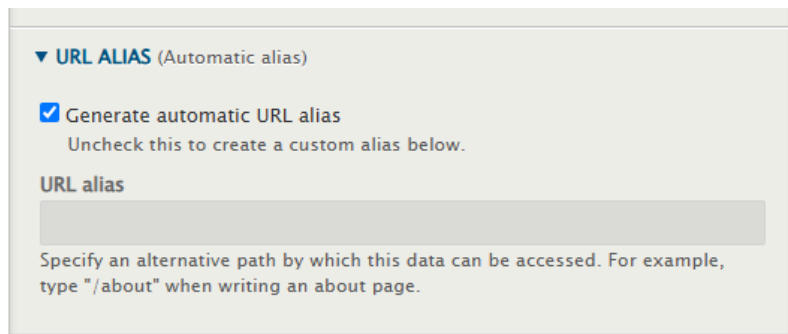 URL ALIAS (Automatic alias)
Generate automatic URL alias
Uncheck this to create a custom alias below.
URL alias
Specify an alternative path by which this data can be accessed. For example,
type "/about" when writing an about page.